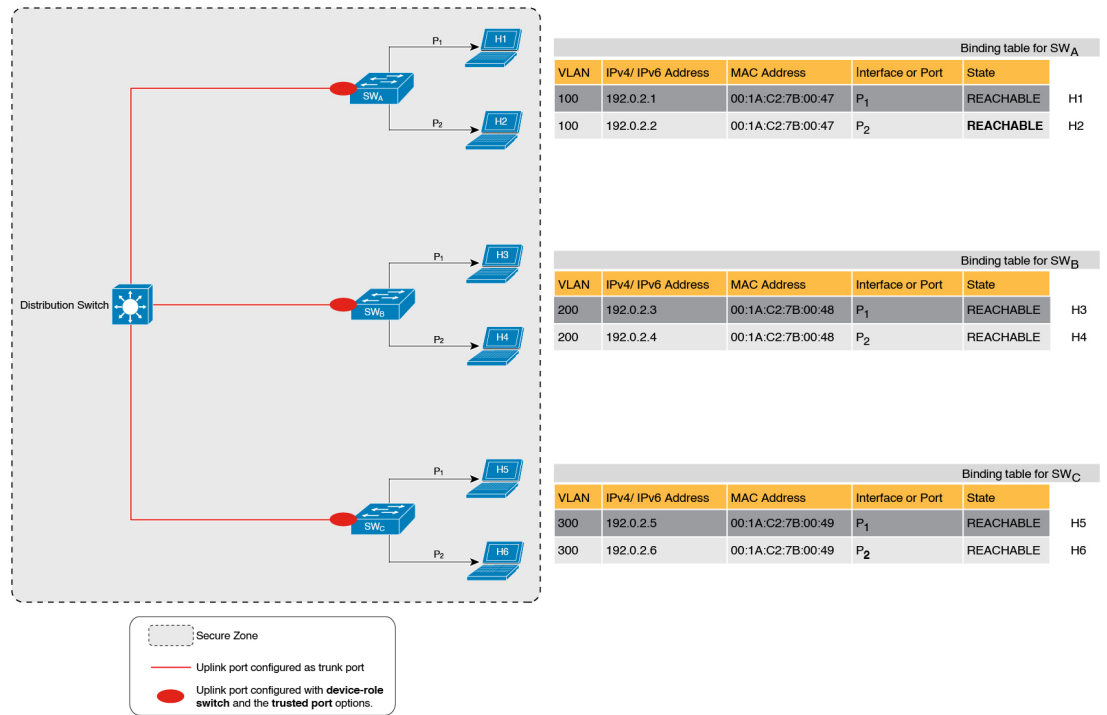 P1
H1
SWA
P2
H2
Binding table for SWA
VLAN IPv4/ IPv6 Address MAC Address Interface or Port State
100 192.0.2.1 00:1A:C2:7B:00:47 P1 REACHABLE H1
100 192.0.2.2 00:1A:C2:7B:00:47 P2 REACHABLE H2
Distribution Switch
P1
H3
SWB
P2
H4
Binding table for SWB
VLAN IPv4/ IPv6 Address MAC Address Interface or Port State
200 192.0.2.3 00:1A:C2:7B:00:48 P1 REACHABLE H3
200 192.0.2.4 00:1A:C2:7B:00:48 P2 REACHABLE H4
P1
H5
SWC
P2
H6
Binding table for SWC
VLAN IPv4/ IPv6 Address MAC Address Interface or Port State
300 192.0.2.5 00:1A:C2:7B:00:49 P1 REACHABLE H5
300 192.0.2.6 00:1A:C2:7B:00:49 P2 REACHABLE H6
Secure Zone
Uplink port configured as trunk port
Uplink port configured with device-role
switch and the trusted port options.